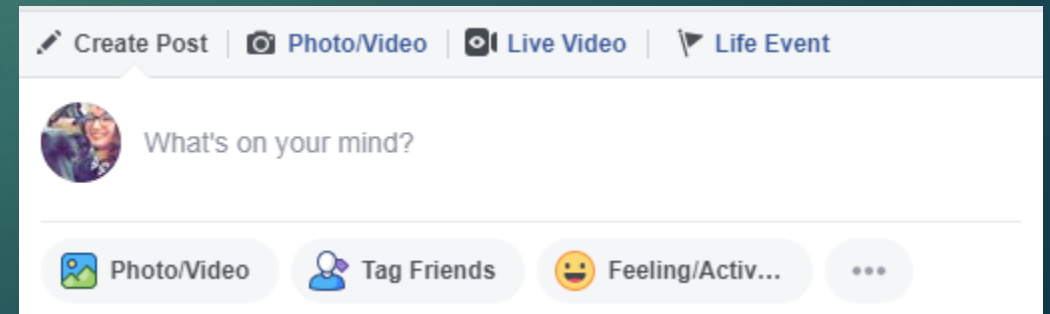 Create Post Photo/Video Live Video Life Event
What's on your mind?
Photo/Video Tag Friends Feeling/Activ...